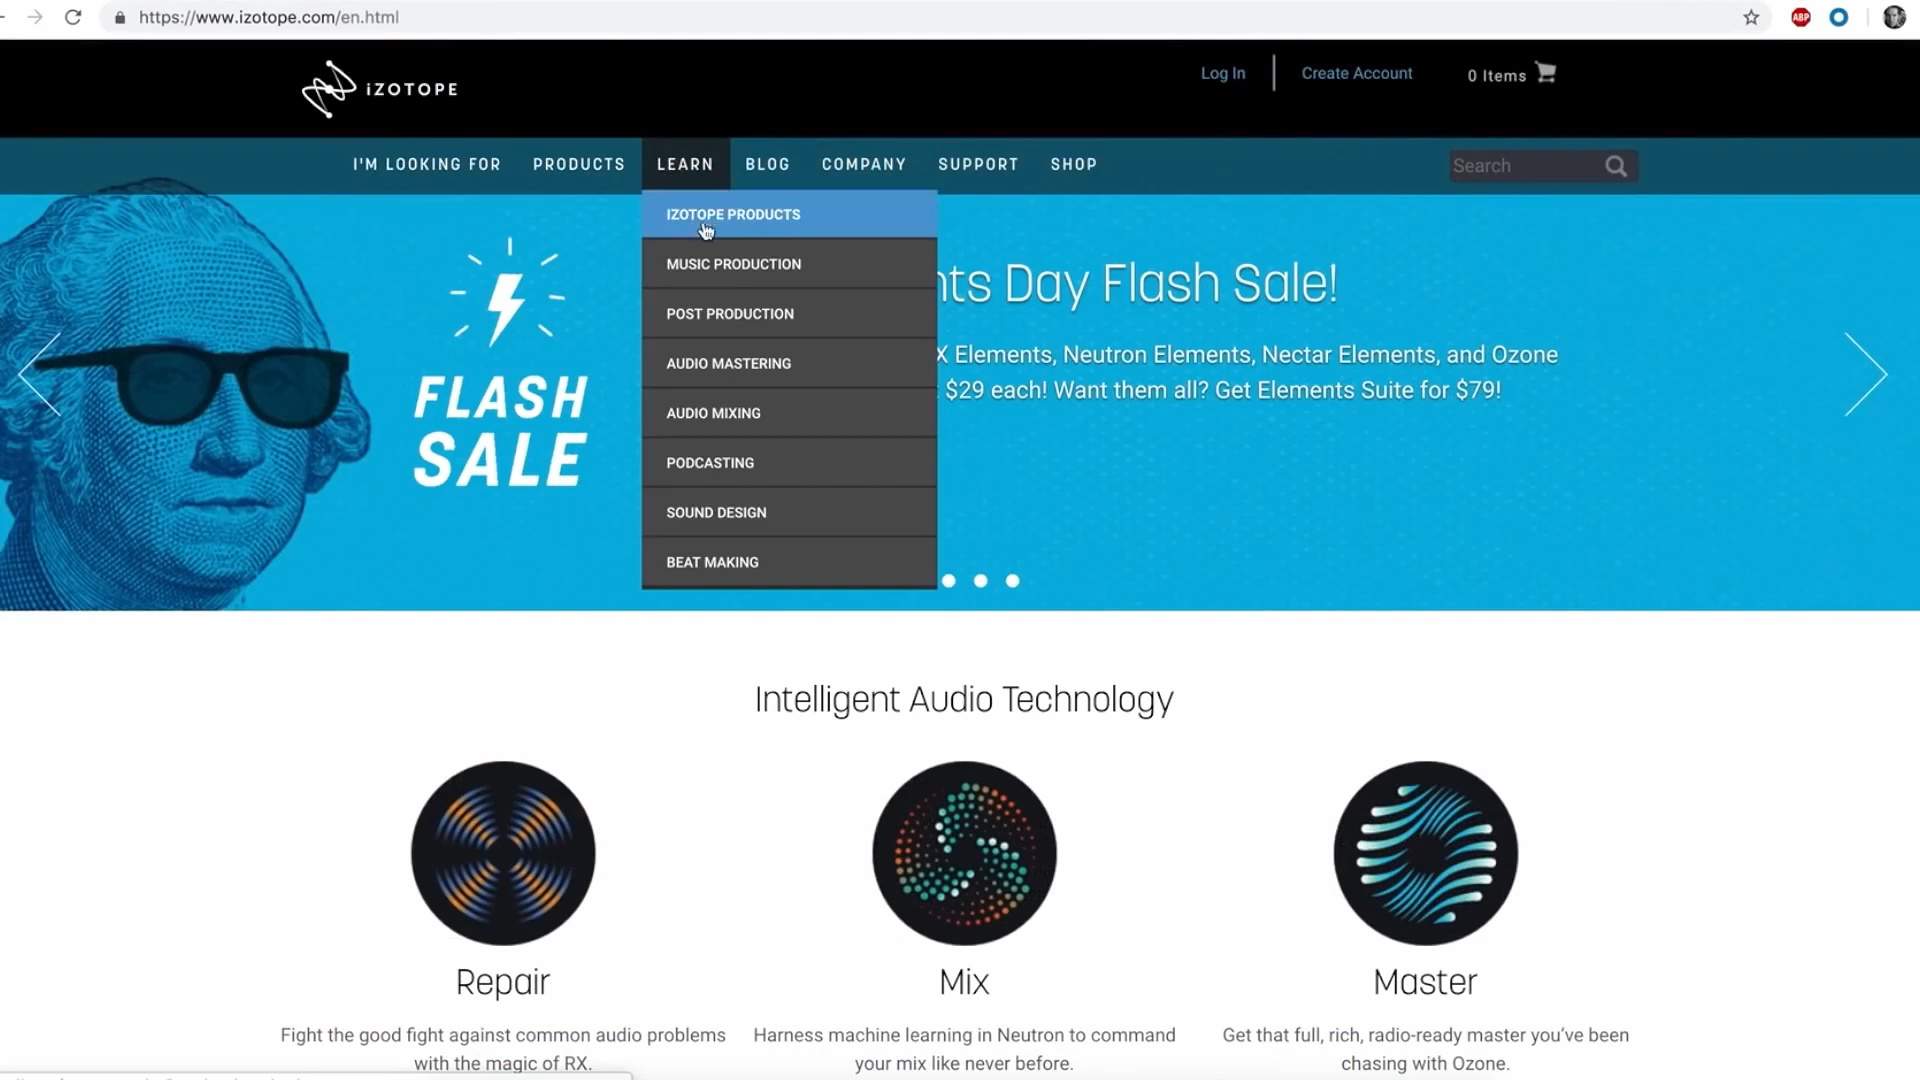 https://www.izotope.com/en.html
ABP
iZOTOPE
Log In
Create Account
0 Items
I'M LOOKING FOR
PRODUCTS
LEARN
BLOG
COMPANY
SUPPORT
SHOP
Search
IZOTOPE PRODUCTS
MUSIC PRODUCTION
POST PRODUCTION
AUDIO MASTERING
AUDIO MIXING
PODCASTING
SOUND DESIGN
BEAT MAKING
FLASH
SALE
nts Day Flash Sale!
X Elements, Neutron Elements, Nectar Elements, and Ozone
$29 each! Want them all? Get Elements Suite for $79!
Intelligent Audio Technology
Repair
Fight the good fight against common audio problems
with the magic of RX.
Mix
Harness machine learning in Neutron to command
your mix like never before.
Master
Get that full, rich, radio-ready master you’ve been
chasing with Ozone.